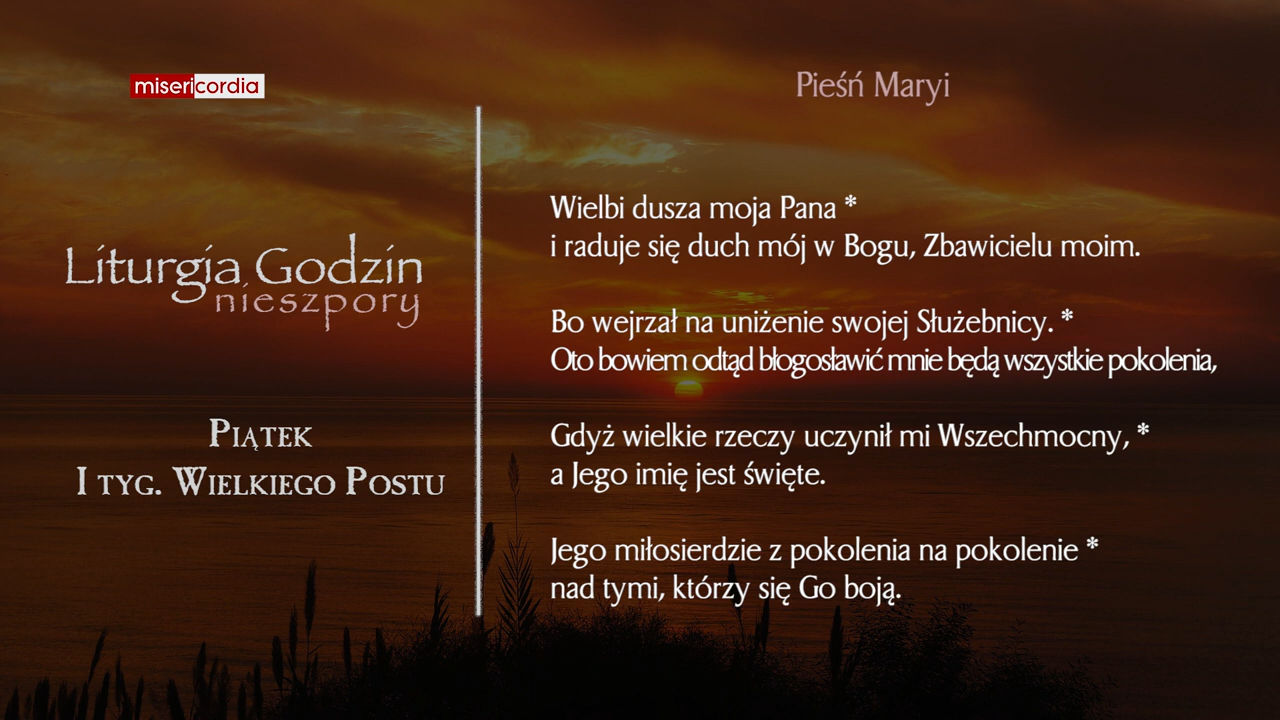 misericordia
Liturgia Godzin
nieszpory
Piątek
I tyg. Wielkiego Postu
Pieśń Maryi
Wielbi dusza moja Pana *
i raduje się duch mój w Bogu, Zbawicielu moim.
Bo wejrzał na uniżenie swojej Służebnicy. *
Oto bowiem odtąd błogosławić mnie będą wszystkie pokolenia,
Gdyż wielkie rzeczy uczynił mi Wszechmocny, *
a Jego imię jest święte.
Jego miłosierdzie z pokolenia na pokolenie *
nad tymi, którzy się Go boją.